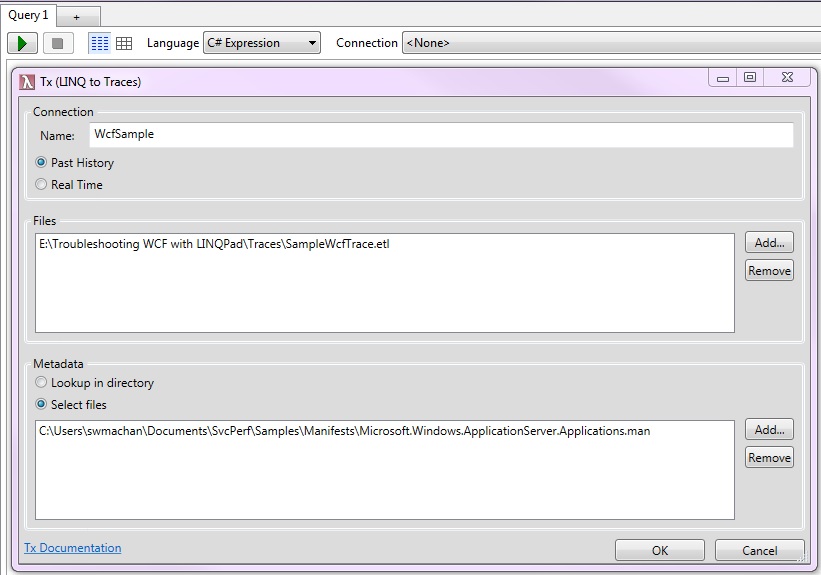 Query 1 +
Language C# Expression Connection <None>
Tx (LINQ to Traces)
Connection
Name: WcfSample
Past History
Real Time
Files
E:\Troubleshooting WCF with LINQPad\Traces\SampleWcfTrace.etl
Add...
Remove
Metadata
Lookup in directory
Select files
C:\Users\swmachan\Documents\SvcPerf\Samples\Manifests\Microsoft.Windows.ApplicationServer.Applications.man
Add...
Remove
Tx Documentation
OK Cancel